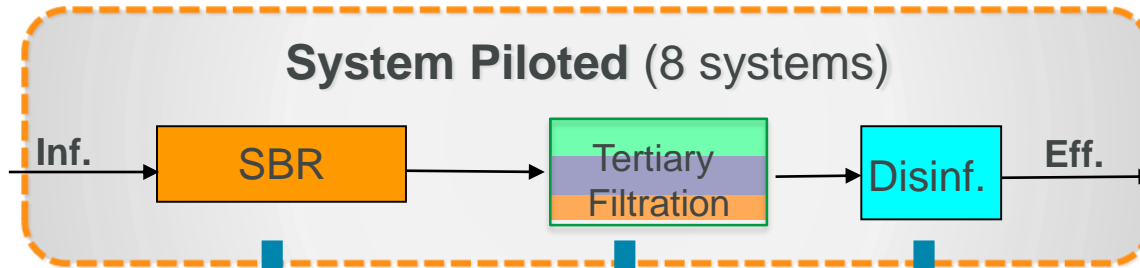 System Piloted (8 systems)
Inf.
SBR
Tertiary
Filtration
Disinf.
Eff.